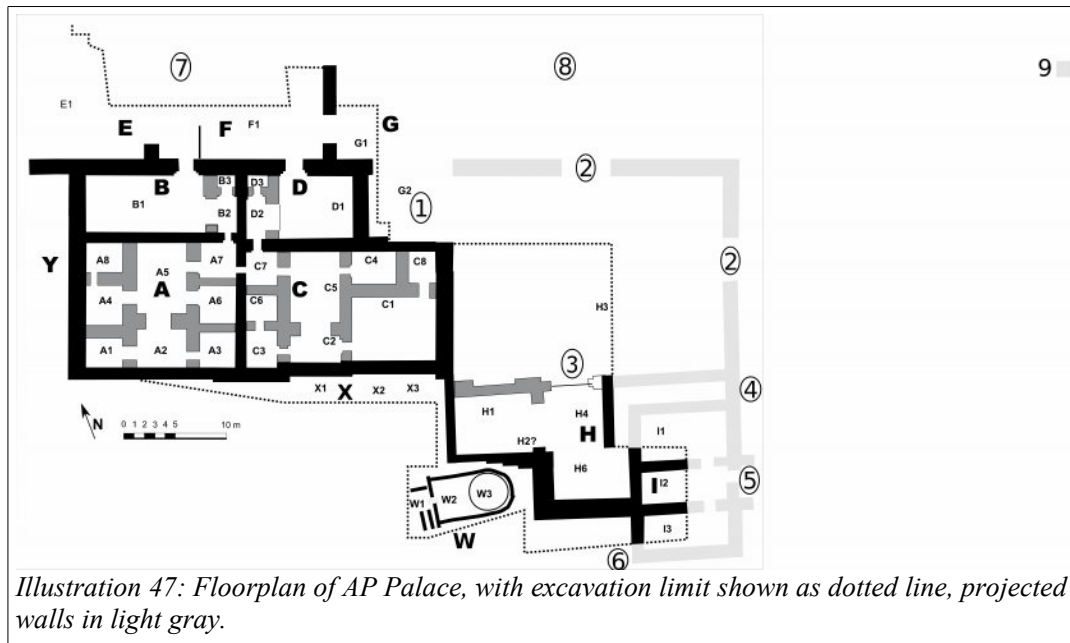 7 8 9
E1
E F F1 G
G1
B B3 D3 D
G2
2
B1 B2 D2 D1 1
Y A8 A5 A7 C7 C4 C8 2
A4 A A6 C6 C C5 C1 H3
A1 A2 A3 C3 C2
3
X1 X X2 X3 4
N 0 1 2 3 4 5 10 m
H1 H4 I1
H2? H
H6
W1 W2 W3 I I2 5
W I3
6
Illustration 47: Floorplan of AP Palace, with excavation limit shown as dotted line, projected
walls in light gray.